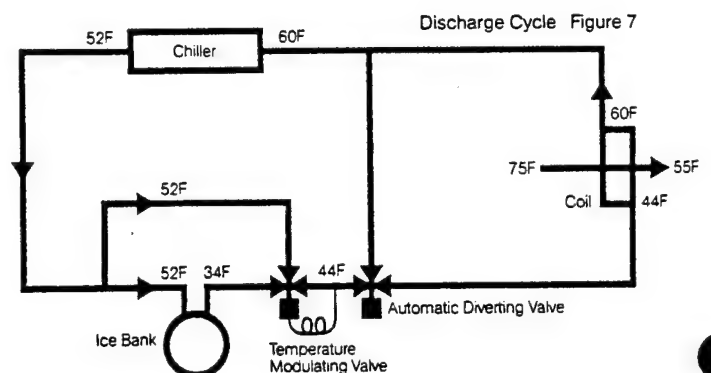 Discharge Cycle Figure 7
52F
Chiller
60F
60F
75F
55F
Coil
44F
52F
52F
34F
44F
Automatic Diverting Valve
Ice Bank
Temperature
Modulating Valve